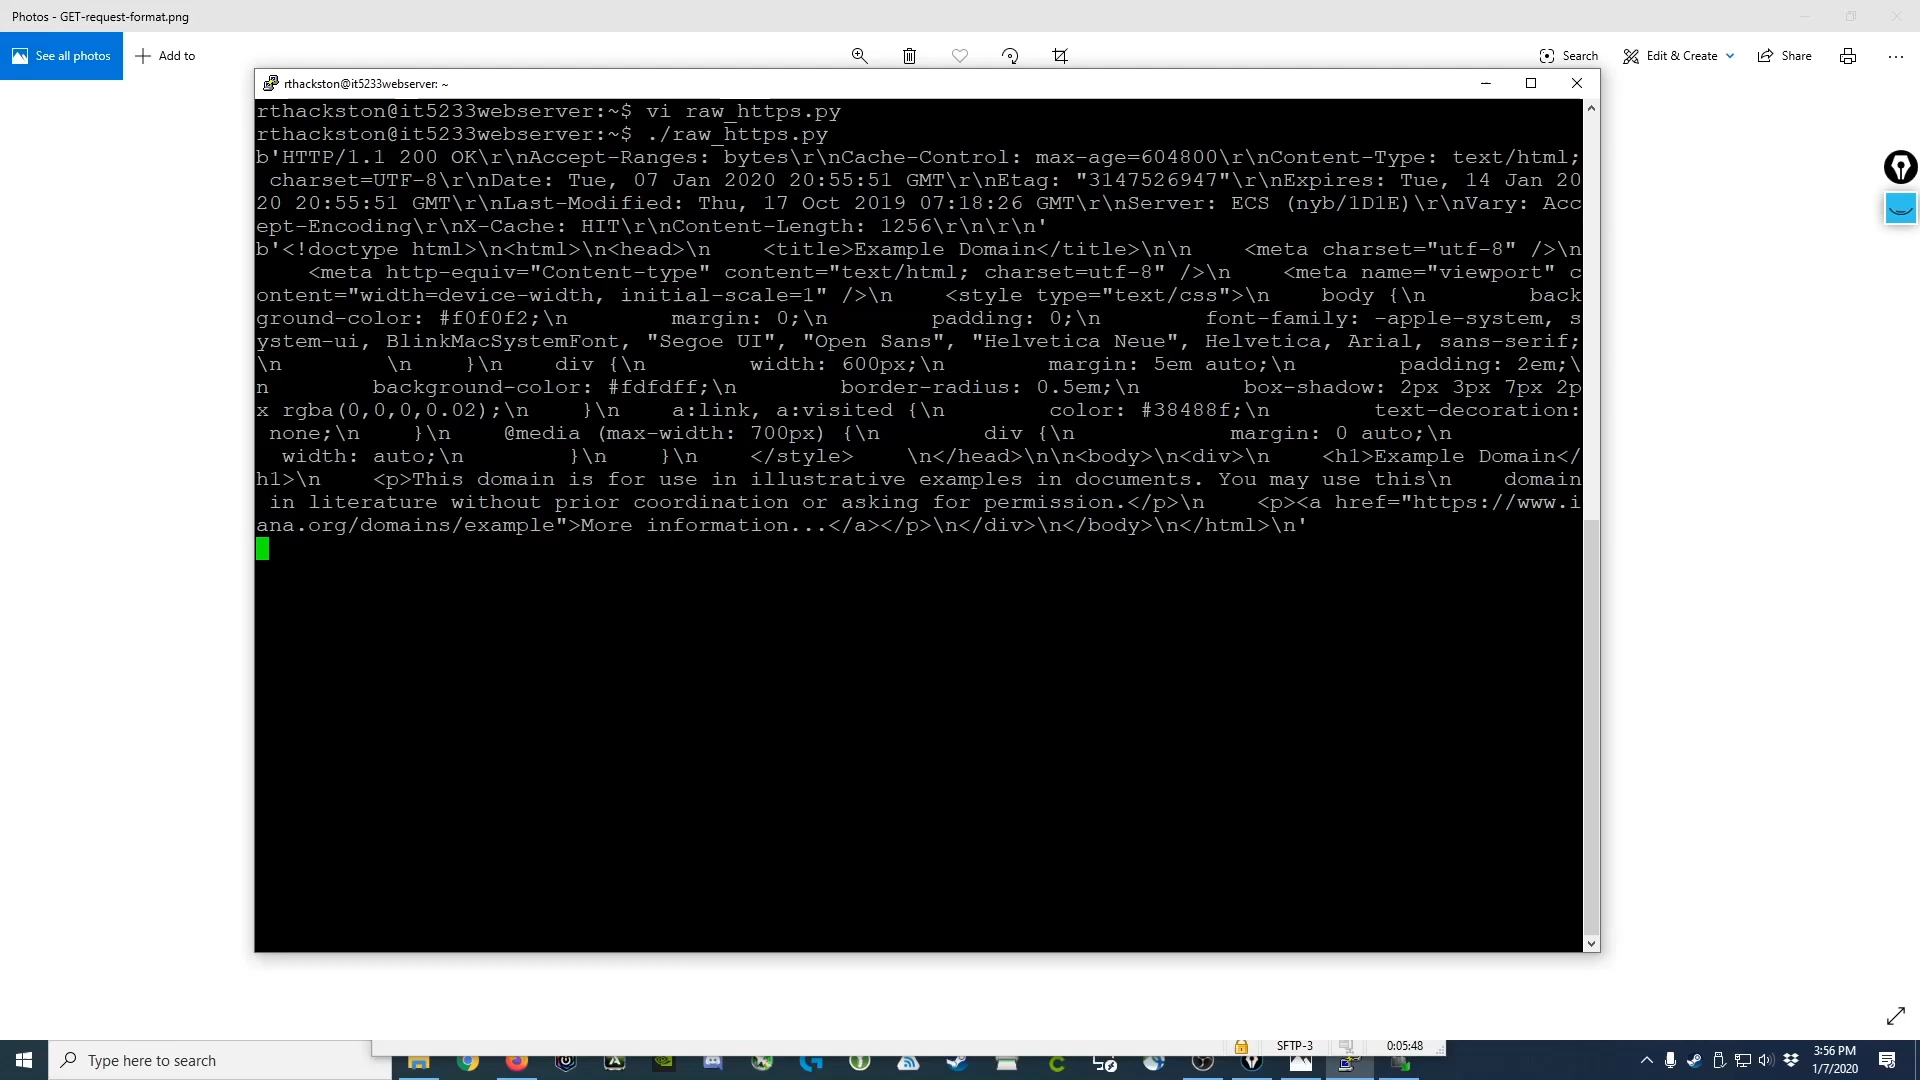 Photos - GET-request-format.png
See all photos
Add to
Search
Edit & Create
Share
rthackston@it5233webserver: ~
rthackston@it5233webserver:~$ vi raw_https.py
rthackston@it5233webserver:~$ ./raw_https.py
b'HTTP/1.1 200 OK\r\nAccept-Ranges: bytes\r\nCache-Control: max-age=604800\r\nContent-Type: text/html;
 charset=UTF-8\r\nDate: Tue, 07 Jan 2020 20:55:51 GMT\r\nEtag: "3147526947"\r\nExpires: Tue, 14 Jan 20
20 20:55:51 GMT\r\nLast-Modified: Thu, 17 Oct 2019 07:18:26 GMT\r\nServer: ECS (nyb/1D1E)\r\nVary: Acc
ept-Encoding\r\nX-Cache: HIT\r\nContent-Length: 1256\r\n\r\n'
b'<!doctype html>\n<html>\n<head>\n    <title>Example Domain</title>\n\n    <meta charset="utf-8" />\n
    <meta http-equiv="Content-type" content="text/html; charset=utf-8" />\n    <meta name="viewport" c
ontent="width=device-width, initial-scale=1" />\n    <style type="text/css">\n    body {\n        back
ground-color: #f0f0f2;\n        margin: 0;\n        padding: 0;\n        font-family: -apple-system, s
ystem-ui, BlinkMacSystemFont, "Segoe UI", "Open Sans", "Helvetica Neue", Helvetica, Arial, sans-serif;
\n        \n    }\n    div {\n        width: 600px;\n        margin: 5em auto;\n        padding: 2em;\
n        background-color: #fdfdff;\n        border-radius: 0.5em;\n        box-shadow: 2px 3px 7px 2p
x rgba(0,0,0,0.02);\n    }\n    a:link, a:visited {\n        color: #38488f;\n        text-decoration:
 none;\n    }\n    @media (max-width: 700px) {\n        div {\n            margin: 0 auto;\n
  width: auto;\n        }\n    }\n    </style>    \n</head>\n\n<body>\n<div>\n    <h1>Example Domain</
h1>\n    <p>This domain is for use in illustrative examples in documents. You may use this\n    domain
 in literature without prior coordination or asking for permission.</p>\n    <p><a href="https://www.i
ana.org/domains/example">More information...</a></p>\n</div>\n</body>\n</html>\n'
SFTP-3
0:05:48
Type here to search
3:56 PM
1/7/2020